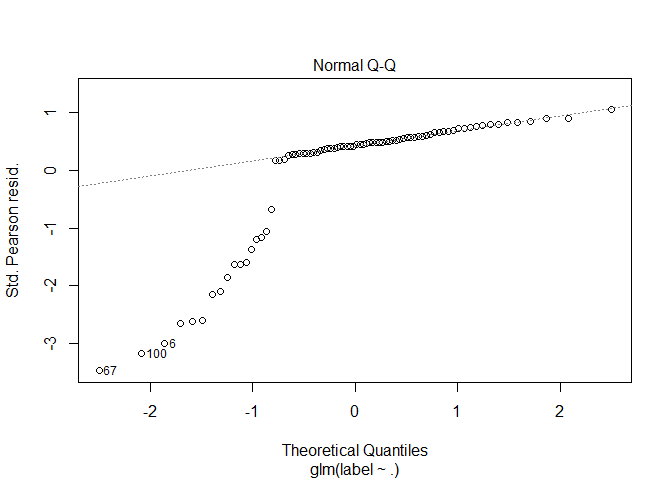 Normal Q-Q
Std. Pearson resid.
1
0
-1
-2
-3
6
100
67
-2 -1 0 1 2
Theoretical Quantiles
glm(label ~ .)